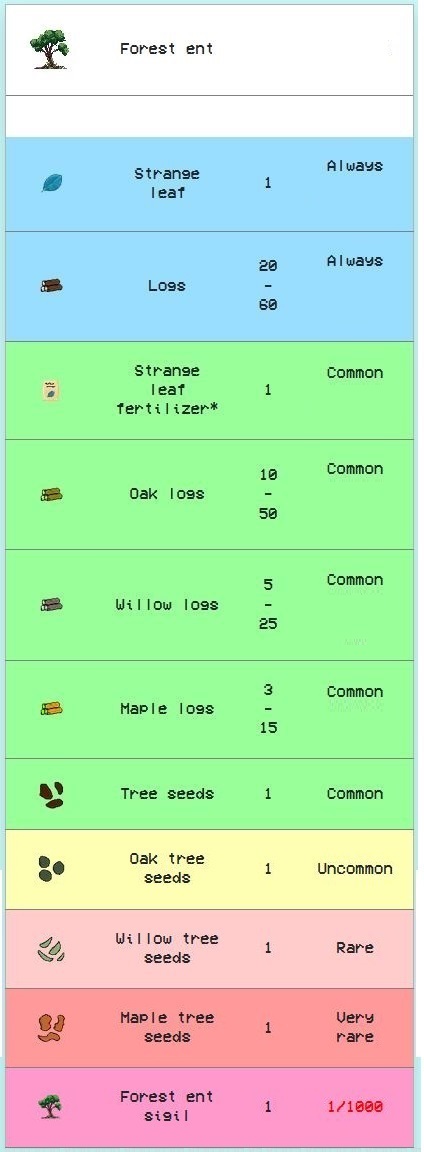 Forest ent
Strange
leaf
1
Always
Logs
20
-
60
Always
Strange
leaf
fertilizer*
1
Common
Oak logs
10
-
50
Common
Willow logs
5
-
25
Common
Maple logs
3
-
15
Common
Tree seeds
1
Common
Oak tree
seeds
1
Uncommon
Willow tree
seeds
1
Rare
Maple tree
seeds
1
Very
rare
Forest ent
sigil
1
1/1000